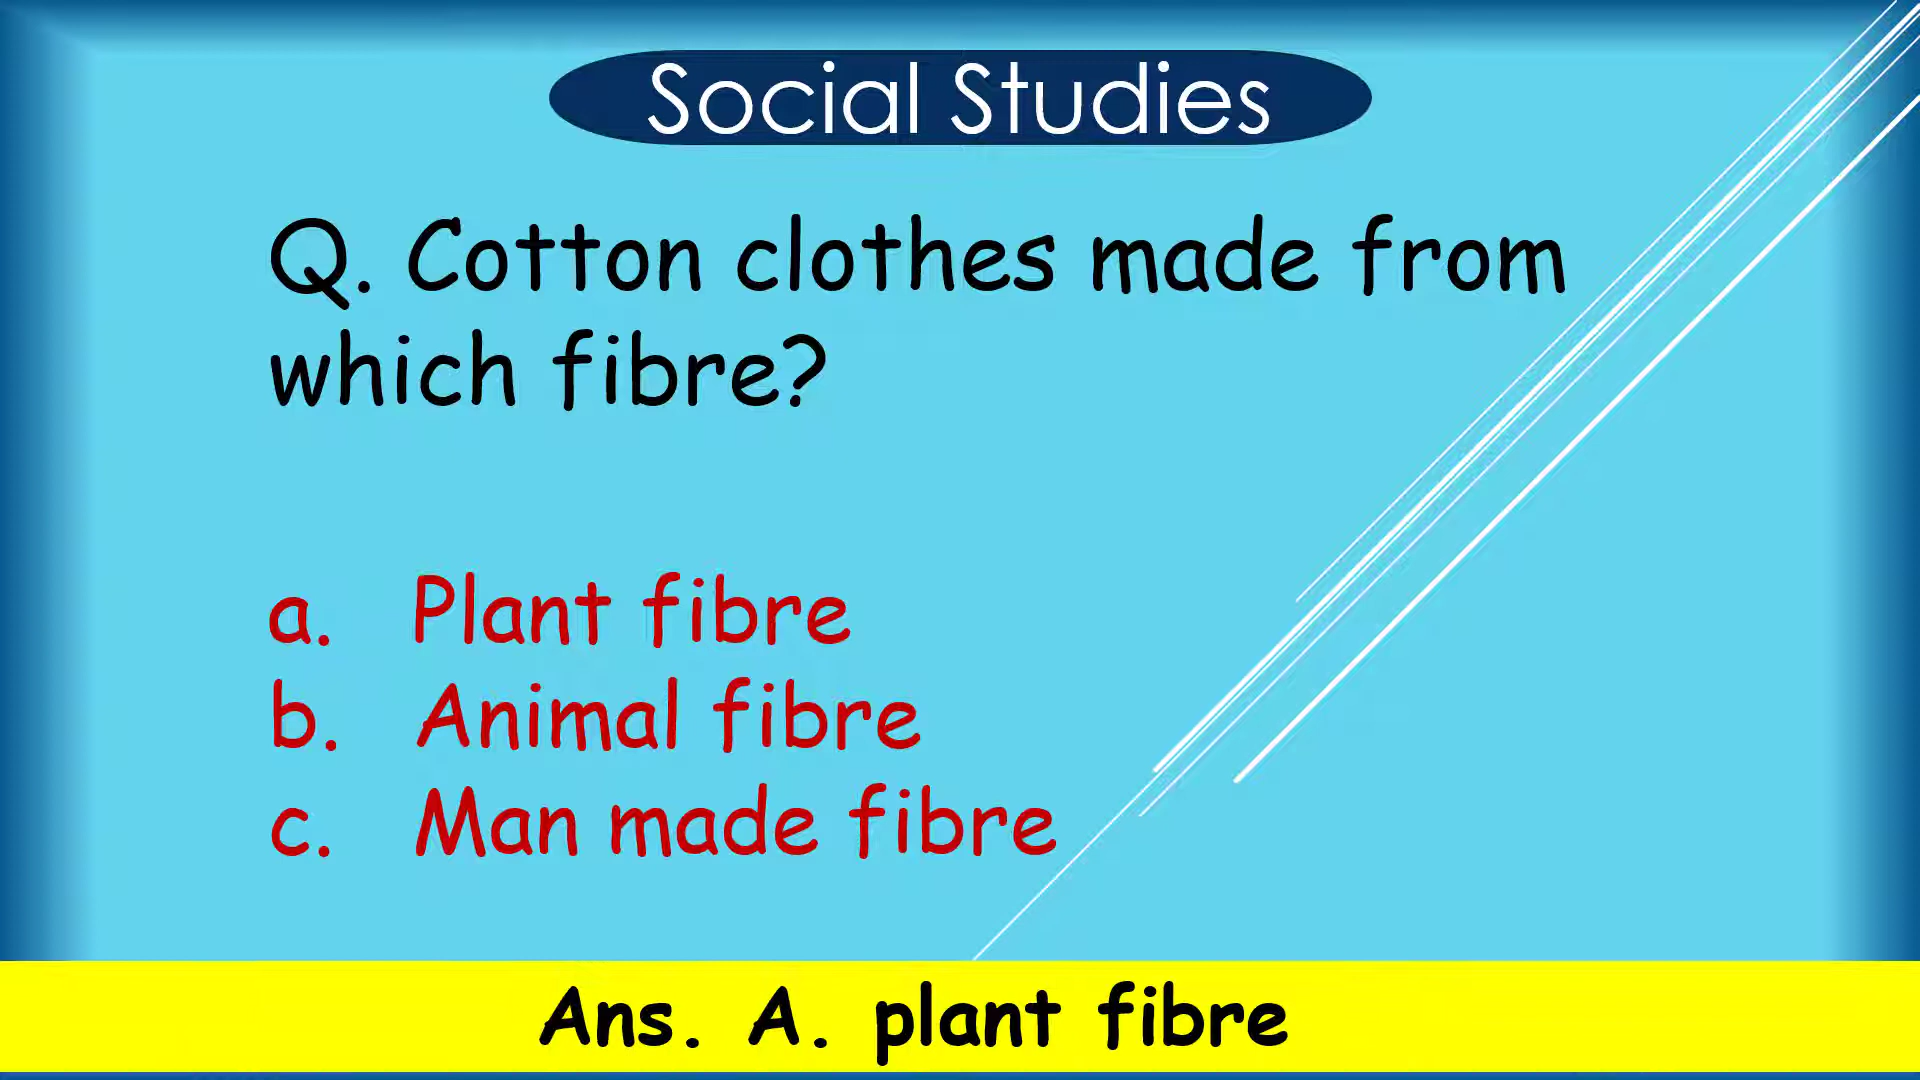 Social Studies
Q. Cotton clothes made from
which fibre?
a. Plant fibre
b. Animal fibre
c. Man made fibre
Ans. A. plant fibre